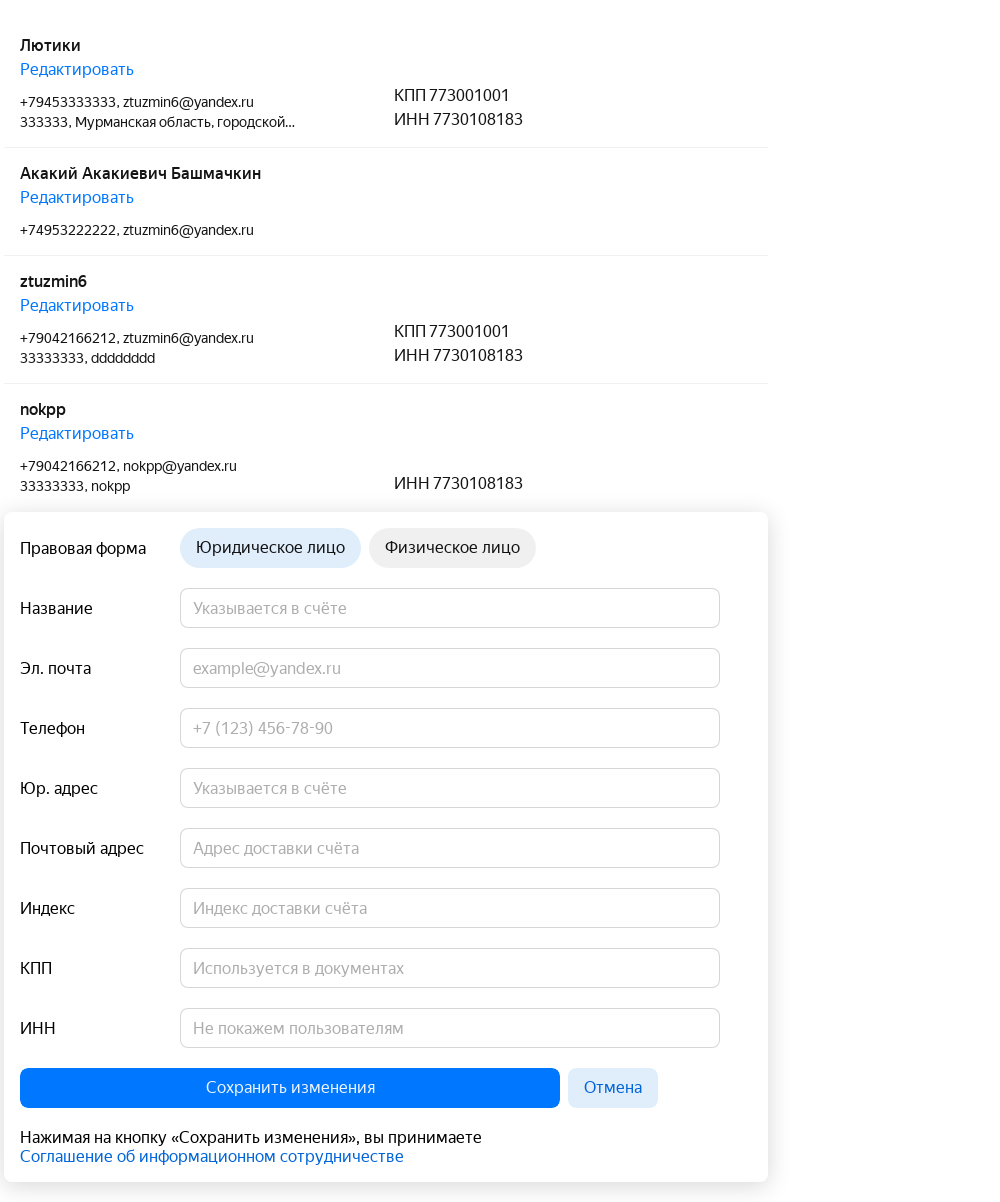 Лютики
Редактировать
+79453333333, ztuzmin6@yandex.ru
333333, Мурманская область, городской...
КПП 773001001
ИНН 7730108183
Акакий Акакиевич Башмачкин
Редактировать
+74953222222, ztuzmin6@yandex.ru
ztuzmin6
Редактировать
+79042166212, ztuzmin6@yandex.ru
33333333, dddddddd
КПП 773001001
ИНН 7730108183
nokpp
Редактировать
+79042166212, nokpp@yandex.ru
33333333, nokpp
ИНН 7730108183
Правовая форма
Юридическое лицо
Физическое лицо
Название
Указывается в счёте
Эл. почта
example@yandex.ru
Телефон
+7 (123) 456-78-90
Юр. адрес
Указывается в счёте
Почтовый адрес
Адрес доставки счёта
Индекс
Индекс доставки счёта
КПП
Используется в документах
ИНН
Не покажем пользователям
Сохранить изменения
Отмена
Нажимая на кнопку «Сохранить изменения», вы принимаете
Соглашение об информационном сотрудничестве